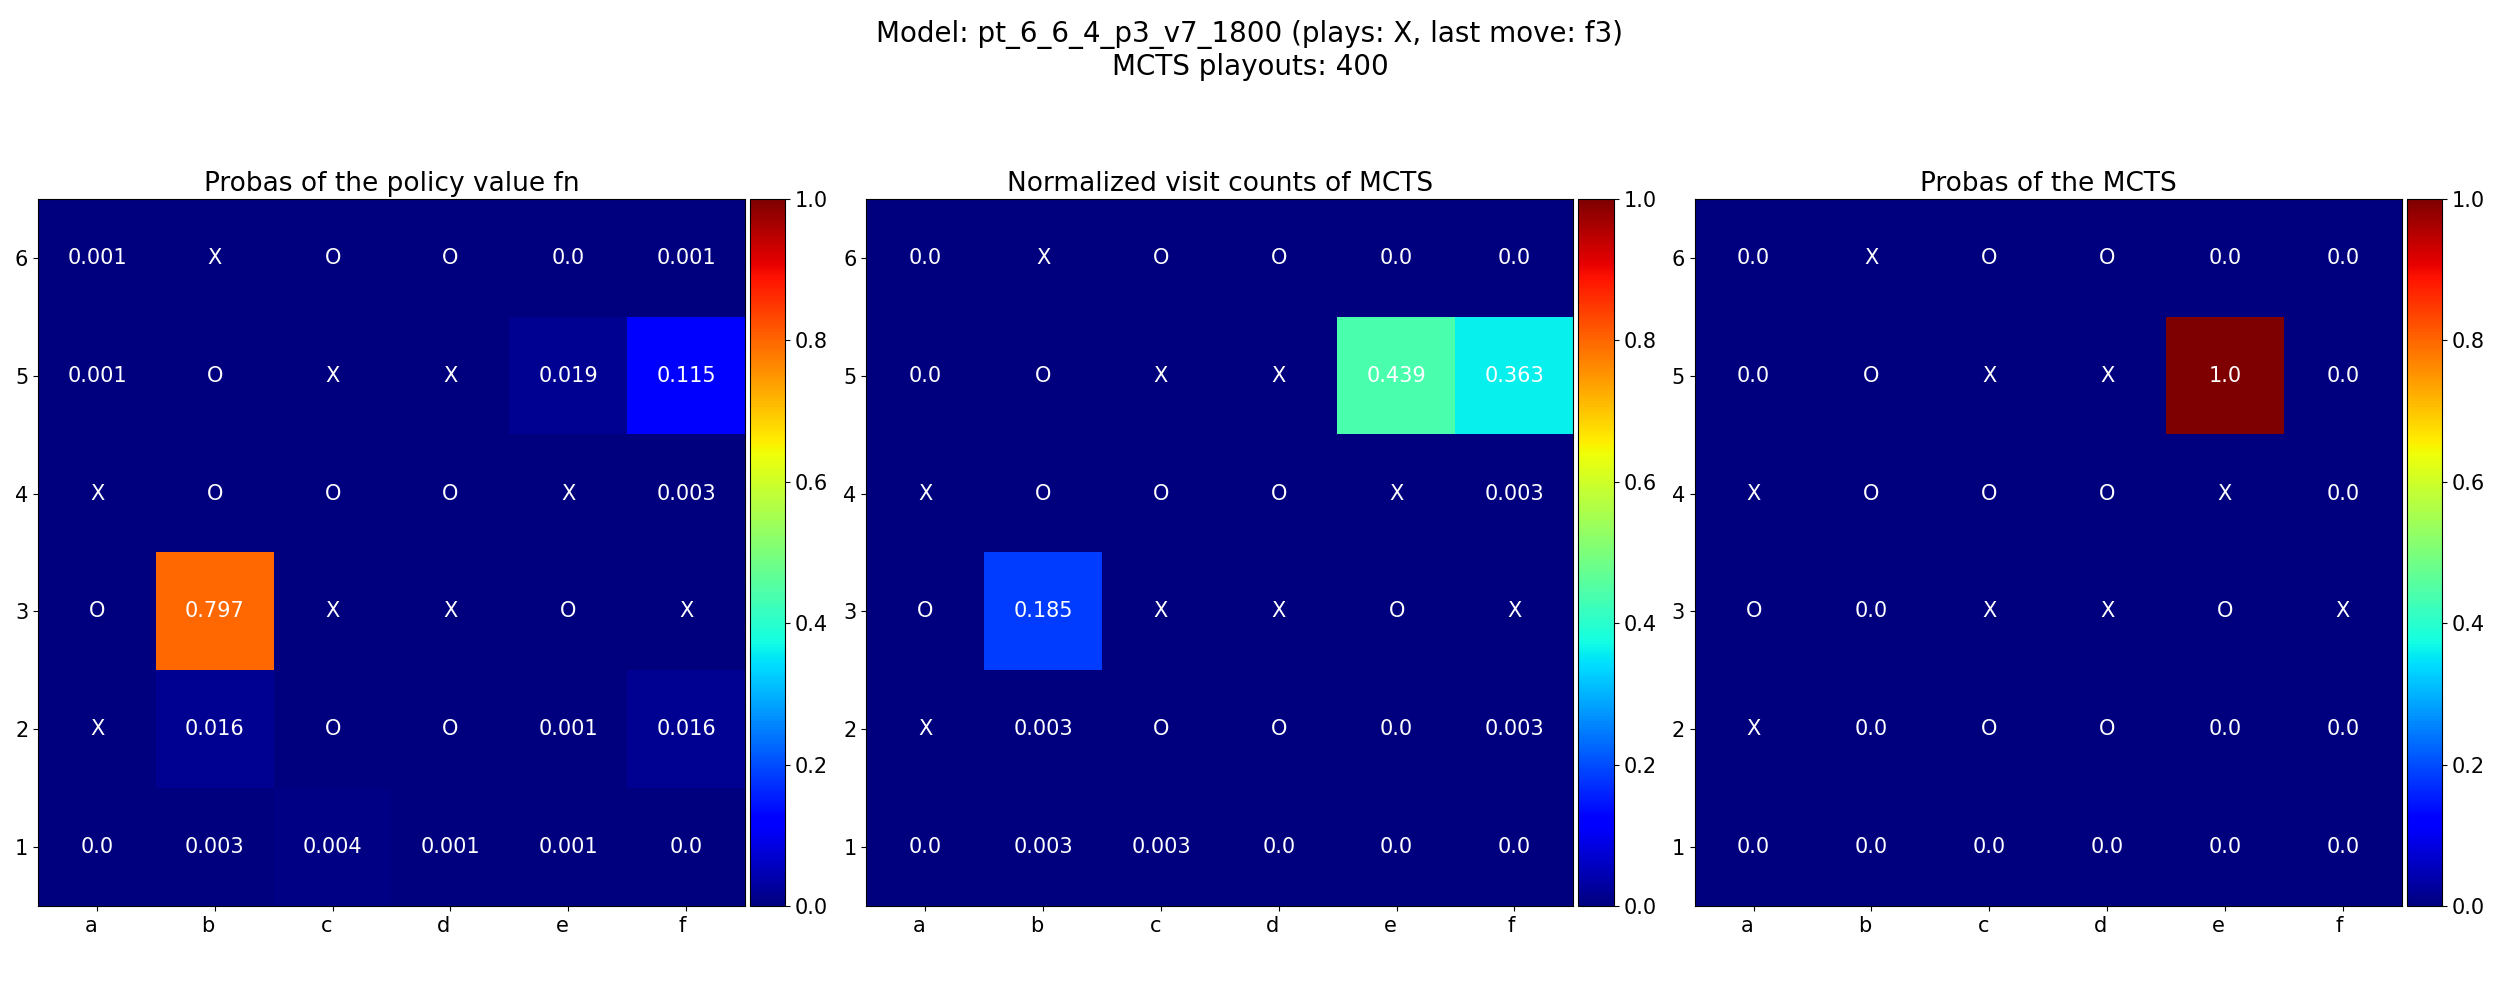 Model: pt_6_6_4_p3_v7_1800 (plays: X, last move: f3)
MCTS playouts: 400
Probas of the policy value fn
6 0.001 X O O 0.0 0.001
5 0.001 O X X 0.019 0.115
4 X O O O X 0.003
3 O 0.797 X X O X
2 X 0.016 O O 0.001 0.016
1 0.0 0.003 0.004 0.001 0.001 0.0
a b c d e f
1.0
0.8
0.6
0.4
0.2
0.0
Normalized visit counts of MCTS
6 0.0 X O O 0.0 0.0
5 0.0 O X X 0.439 0.363
4 X O O O X 0.003
3 O 0.185 X X O X
2 X 0.003 O O 0.0 0.003
1 0.0 0.003 0.003 0.0 0.0 0.0
a b c d e f
1.0
0.8
0.6
0.4
0.2
0.0
Probas of the MCTS
6 0.0 X O O 0.0 0.0
5 0.0 O X X 1.0 0.0
4 X O O O X 0.0
3 O 0.0 X X O X
2 X 0.0 O O 0.0 0.0
1 0.0 0.0 0.0 0.0 0.0 0.0
a b c d e f
1.0
0.8
0.6
0.4
0.2
0.0